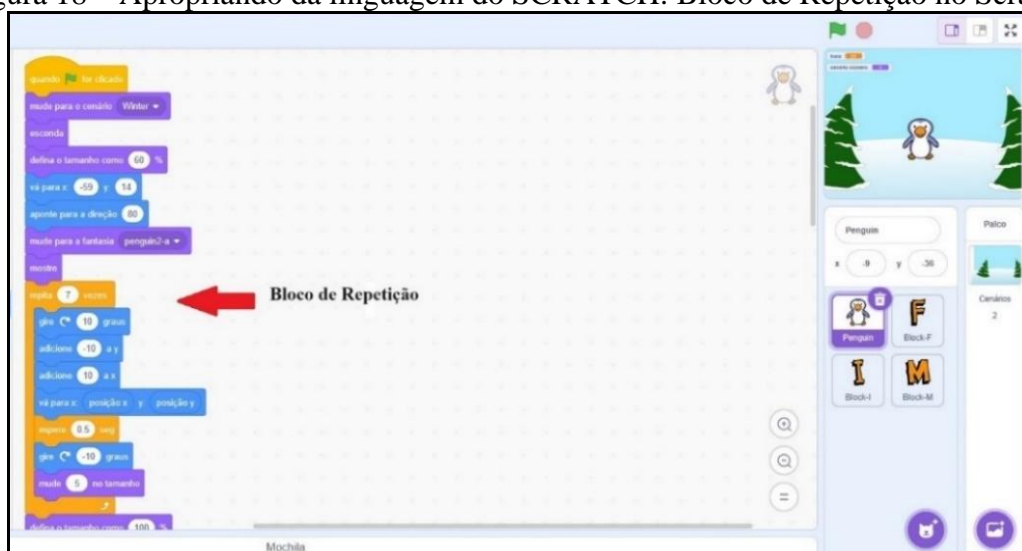 gura 18 – Apropriando da linguagem do SCRATCH: Bloco de Repetição no Scra
quando for clicado
mude para o cenário Winter
esconda
defina o tamanho como 60 %
vá para x: -59 y: 14
aponte para a direção 80
mude para a fantasia penguin2-a
mostre
repita 7 vezes
Bloco de Repetição
gire 10 graus
adicione -10 a y
adicione 10 a x
vá para x: posição x y: posição y
espere 0.5 seg
gire -10 graus
mude 5 no tamanho
defina o tamanho como 100 %
Mochila
Penguin
x -9 y -36
Palco
Cenários
2
Penguin
F
Block-F
I
Block-I
M
Block-M